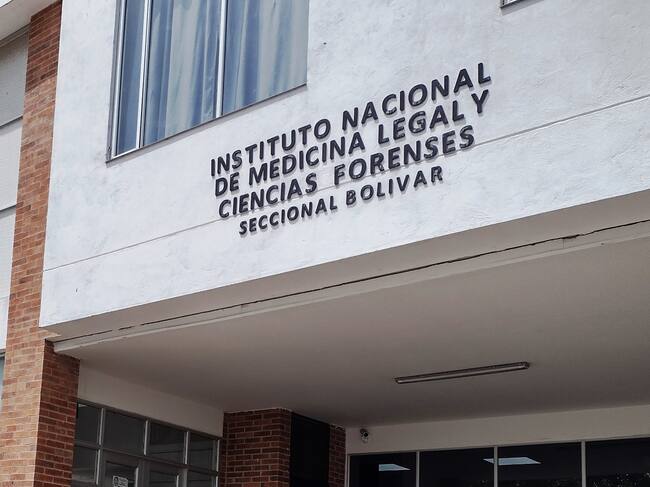 INSTITUTO NACIONAL
DE MEDICINA LEGAL Y
CIENCIAS FORENSES
SECCIONAL BOLIVAR